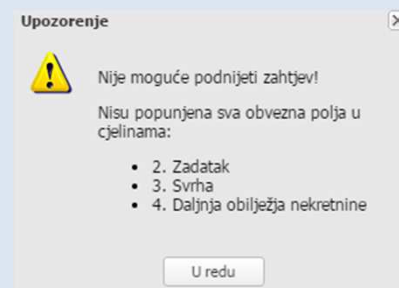 Upozorenje
Nije moguće podnijeti zahtjev!
Nisu popunjena sva obvezna polja u
cjelinama:
• 2. Zadatak
• 3. Svrha
• 4. Daljnja obilježja nekretnine
U redu